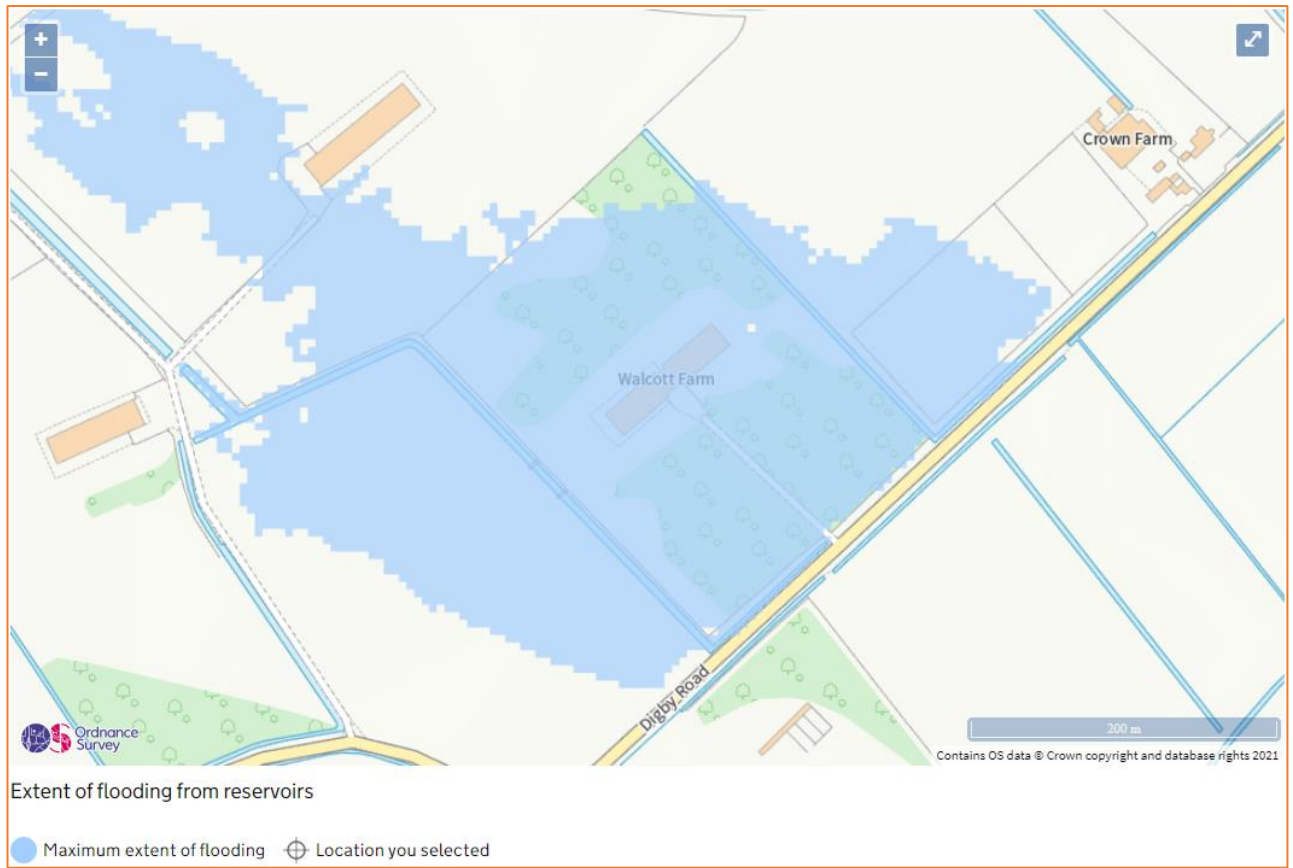 +
−
Crown Farm
Walcott Farm
Digby Road
Ordnance
Survey
200 m
Contains OS data © Crown copyright and database rights 2021
Extent of flooding from reservoirs
Maximum extent of flooding Location you selected